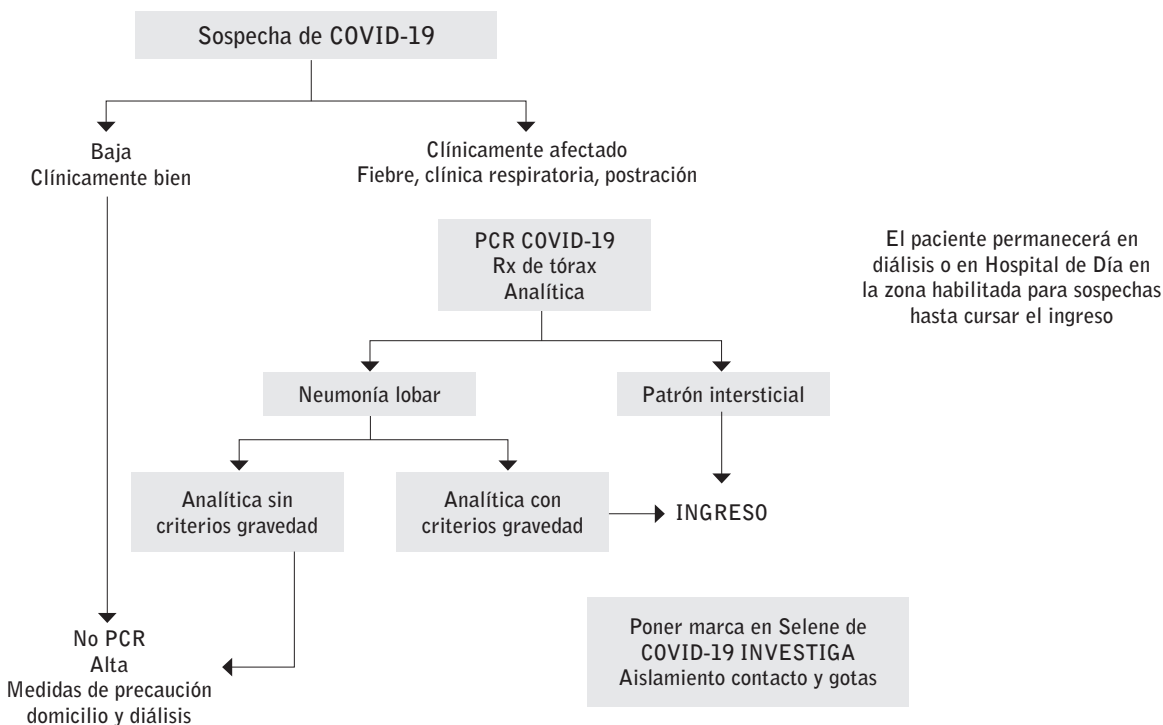 Sospecha de COVID-19
Baja
Clínicamente bien
Clínicamente afectado
Fiebre, clínica respiratoria, postración
PCR COVID-19
Rx de tórax
Analítica
El paciente permanecerá en
diálisis o en Hospital de Día en
la zona habilitada para sospechas
hasta cursar el ingreso
Neumonía lobar
Patrón intersticial
Analítica sin
criterios gravedad
Analítica con
criterios gravedad
INGRESO
No PCR
Alta
Medidas de precaución
domicilio y diálisis
Poner marca en Selene de
COVID-19 INVESTIGA
Aislamiento contacto y gotas